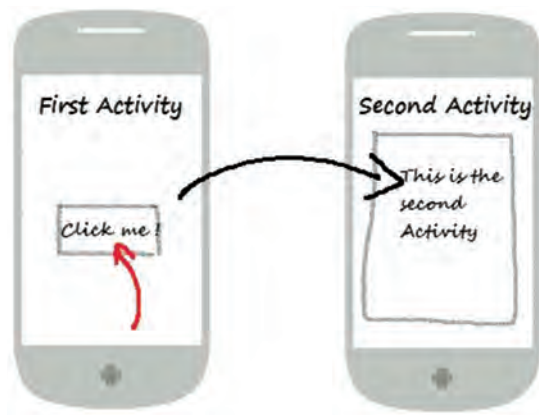 First Activity
Click me !
Second Activity
This is the
second
Activity